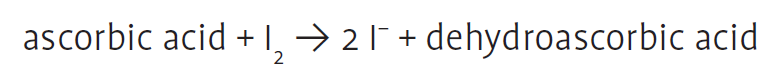 ascorbic acid + I₂ → 2 I⁻ + dehydroascorbic acid